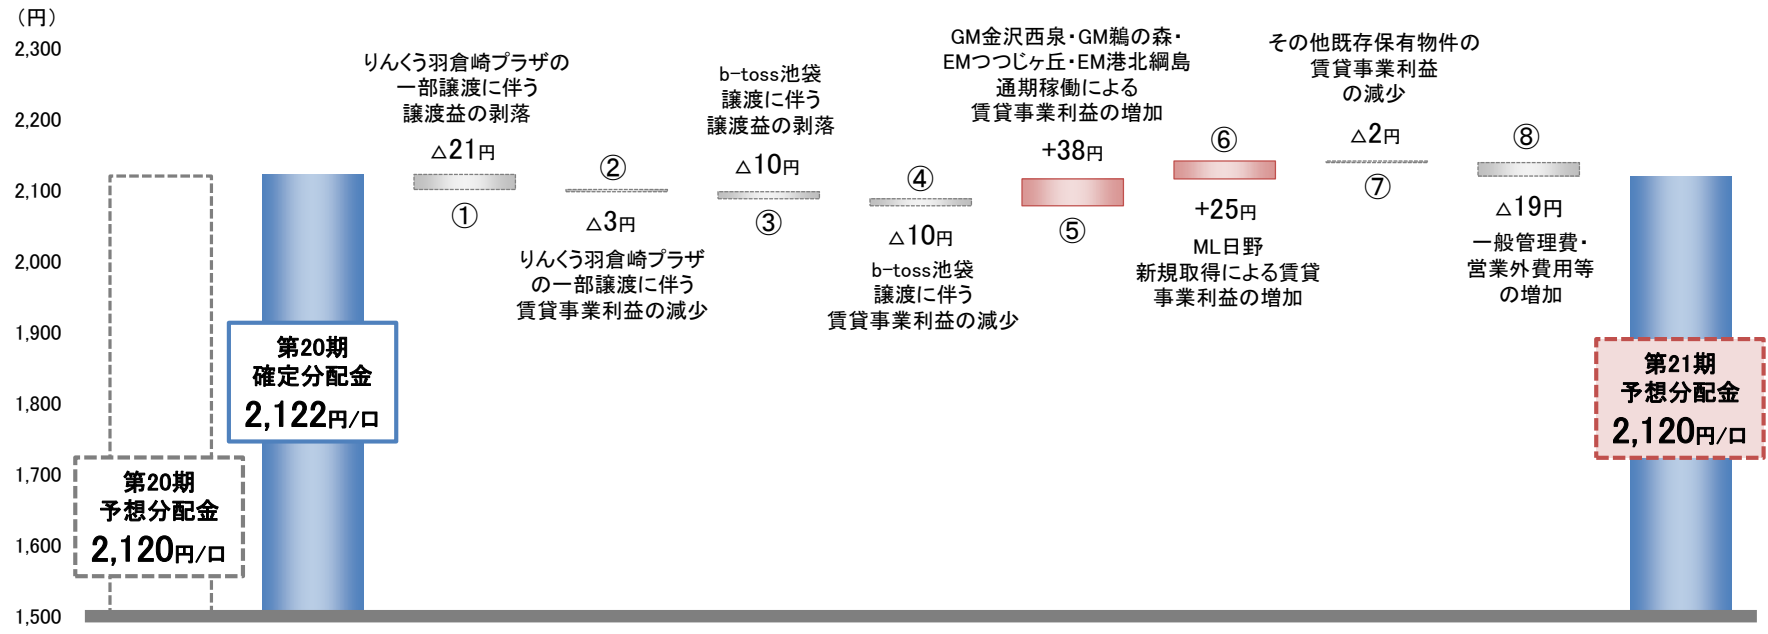 （円）
2,300
2,200
2,100
2,000
1,900
1,800
1,700
1,600
1,500
第20期
予想分配金
2,120円/口
第20期
確定分配金
2,122円/口
りんくう羽倉崎プラザの
一部譲渡に伴う
譲渡益の剥落
△21円
①
②
△3円
りんくう羽倉崎プラザ
の一部譲渡に伴う
賃貸事業利益の減少
b-toss池袋
譲渡に伴う
譲渡益の剥落
△10円
③
④
△10円
b-toss池袋
譲渡に伴う
賃貸事業利益の減少
GM金沢西泉・GM鵜の森・
EMつつじヶ丘・EM港北綱島
通期稼働による
賃貸事業利益の増加
+38円
⑤
⑥
+25円
ML日野
新規取得による賃貸
事業利益の増加
その他既存保有物件の
賃貸事業利益
の減少
△2円
⑦
⑧
△19円
一般管理費・
営業外費用等
の増加
第21期
予想分配金
2,120円/口